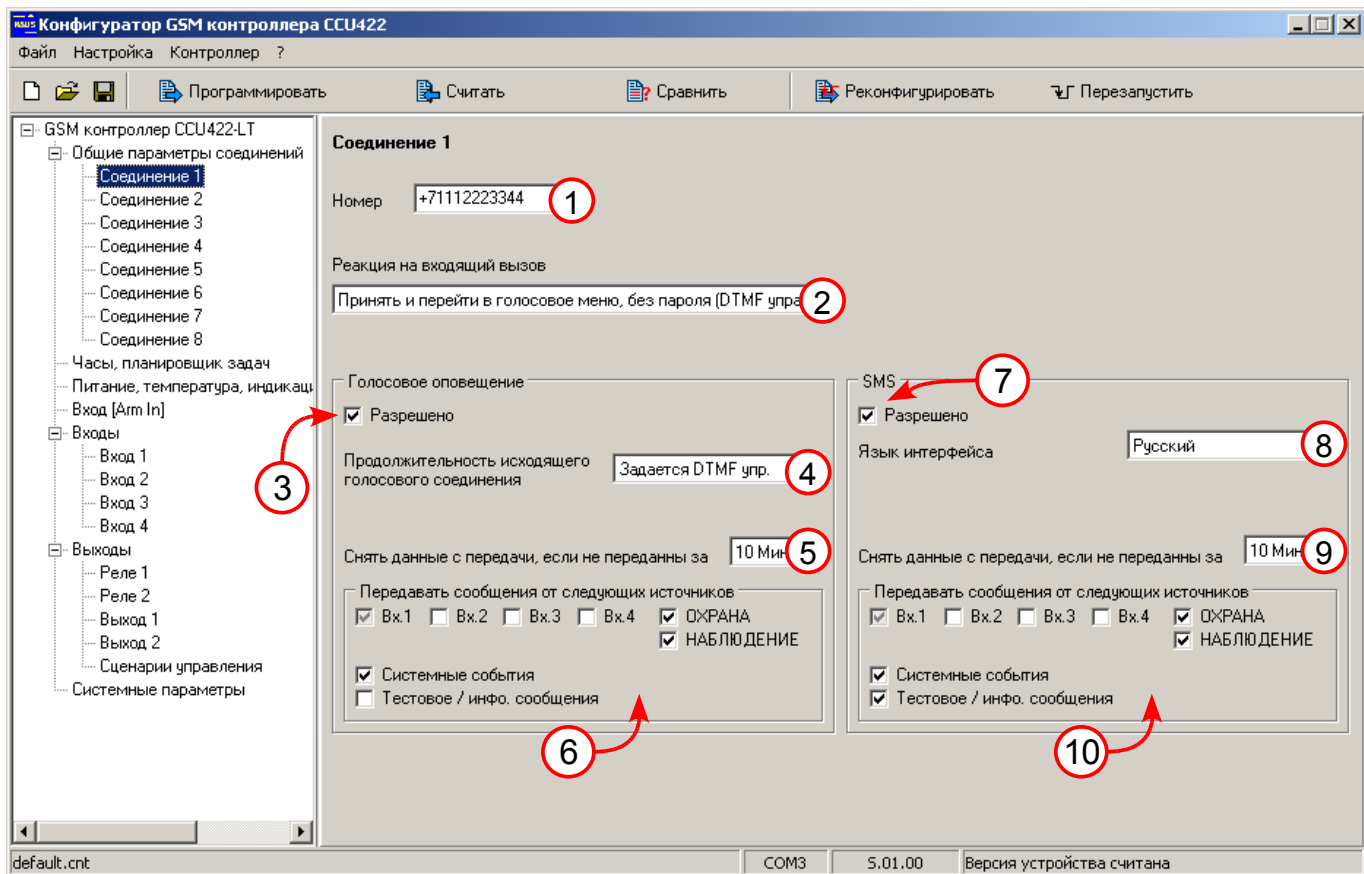 Конфигуратор GSM контроллера CCU422
Файл Настройка Контроллер ?
Программировать Считать Сравнить Реконфигурировать Перезапустить
GSM контроллер CCU422-LT
Общие параметры соединений
Соединение 1
Соединение 2
Соединение 3
Соединение 4
Соединение 5
Соединение 6
Соединение 7
Соединение 8
Часы, планировщик задач
Питание, температура, индикаци
Вход [Arm In]
Входы
Вход 1
Вход 2
Вход 3
Вход 4
Выходы
Реле 1
Реле 2
Выход 1
Выход 2
Сценарии управления
Системные параметры
Соединение 1
Номер +71112223344 1
Реакция на входящий вызов
Принять и перейти в голосовое меню, без пароля (DTMF упра 2
Голосовое оповещение
3 Разрешено
Продолжительность исходящего
голосового соединения
Задается DTMF упр. 4
Снять данные с передачи, если не переданны за 10 Мин 5
Передавать сообщения от следующих источников
Вх.1 Вх.2 Вх.3 Вх.4 ОХРАНА
НАБЛЮДЕНИЕ
Системные события
Тестовое / инфо. сообщения
6
SMS 7
Разрешено
Язык интерфейса Русский 8
Снять данные с передачи, если не переданны за 10 Мин 9
Передавать сообщения от следующих источников
Вх.1 Вх.2 Вх.3 Вх.4 ОХРАНА
НАБЛЮДЕНИЕ
Системные события
Тестовое / инфо. сообщения
10
default.cnt COM3 5.01.00 Версия устройства считана